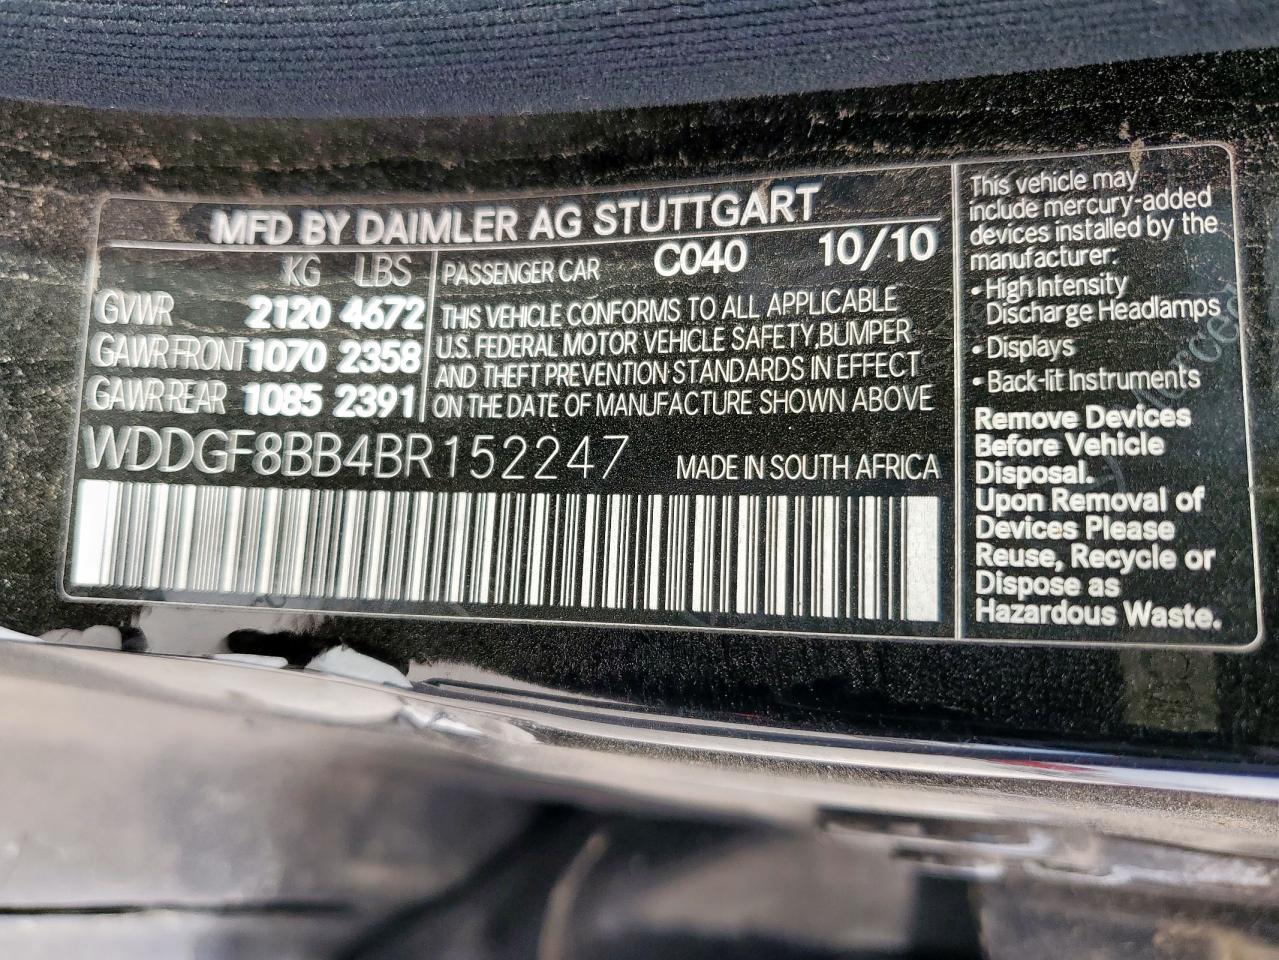 MFD BY DAIMLER AG STUTTGART
KG LBS
GVWR 2120 4672
GAWR FRONT 1070 2358
GAWR REAR 1085 2391
PASSENGER CAR C040 10/10
THIS VEHICLE CONFORMS TO ALL APPLICABLE
U.S. FEDERAL MOTOR VEHICLE SAFETY, BUMPER
AND THEFT PREVENTION STANDARDS IN EFFECT
ON THE DATE OF MANUFACTURE SHOWN ABOVE
WDDGF8BB4BR152247 MADE IN SOUTH AFRICA
This vehicle may
include mercury-added
devices installed by the
manufacturer:
• High Intensity
Discharge Headlamps
• Displays
• Back-lit Instruments
Remove Devices
Before Vehicle
Disposal.
Upon Removal of
Devices Please
Reuse, Recycle or
Dispose as
Hazardous Waste.